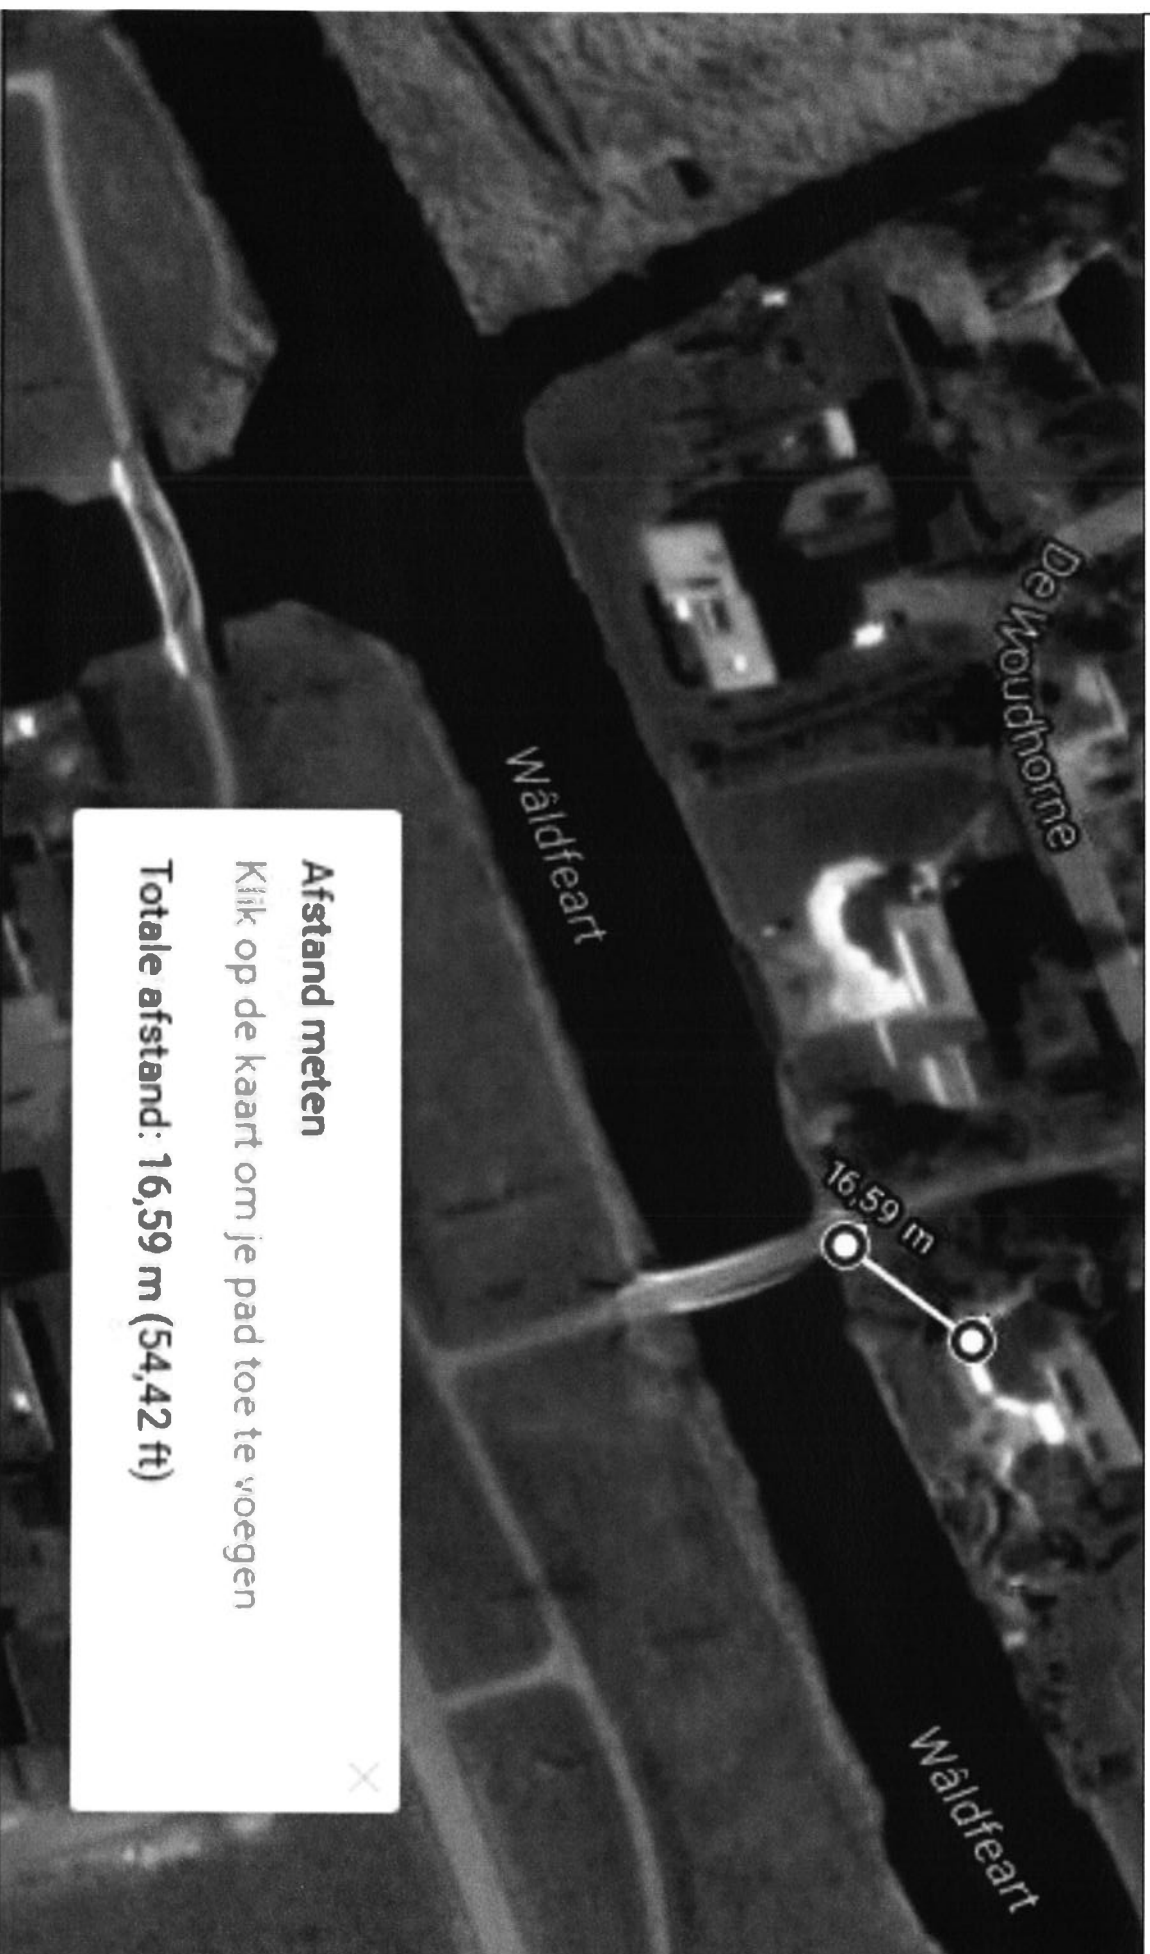 De Woudhorne
Wâldfeart
16,59 m
Wâldfeart
Afstand meten
Klik op de kaart om je pad toe te voegen
Totale afstand: 16,59 m (54,42 ft)